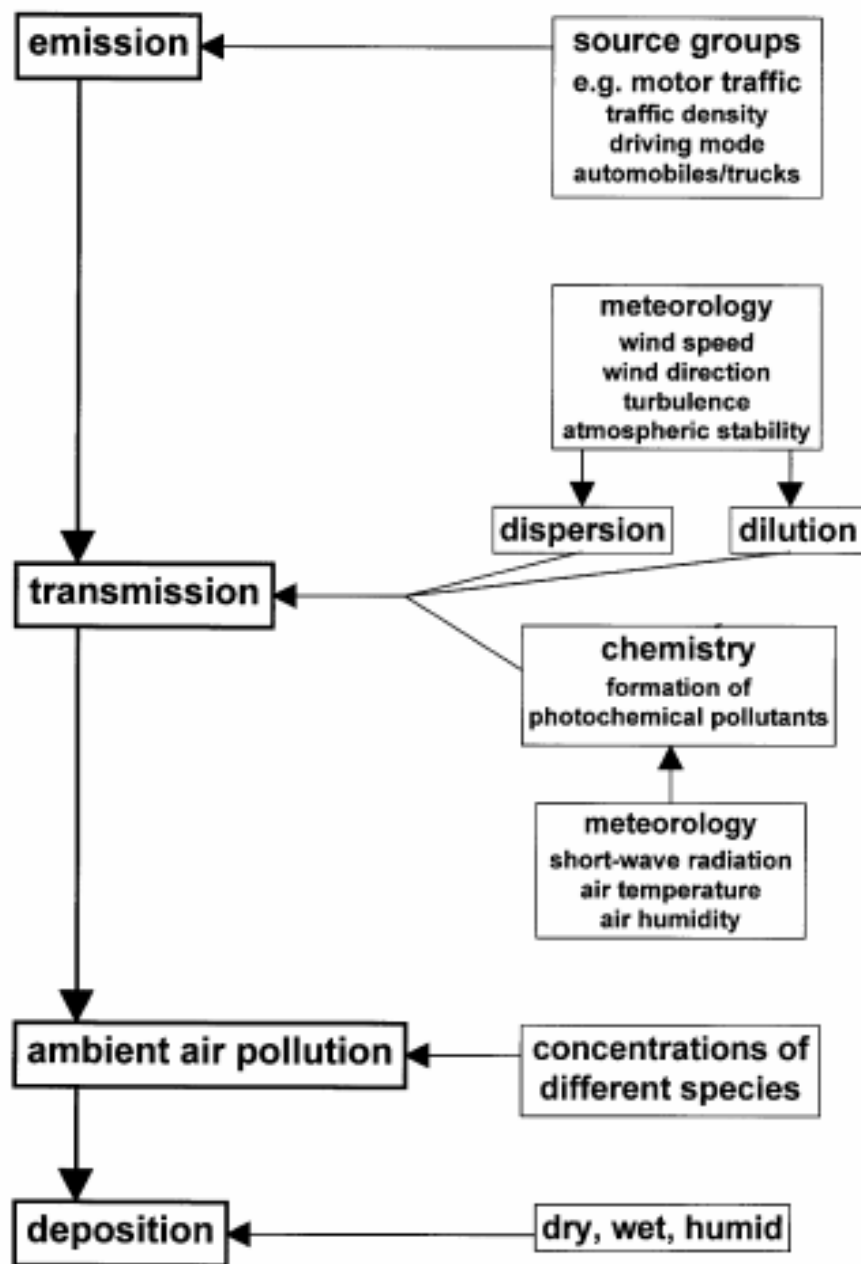 emission
source groups
e.g. motor traffic
traffic density
driving mode
automobiles/trucks
meteorology
wind speed
wind direction
turbulence
atmospheric stability
dispersion
dilution
transmission
chemistry
formation of
photochemical pollutants
meteorology
short-wave radiation
air temperature
air humidity
ambient air pollution
concentrations of
different species
deposition
dry, wet, humid